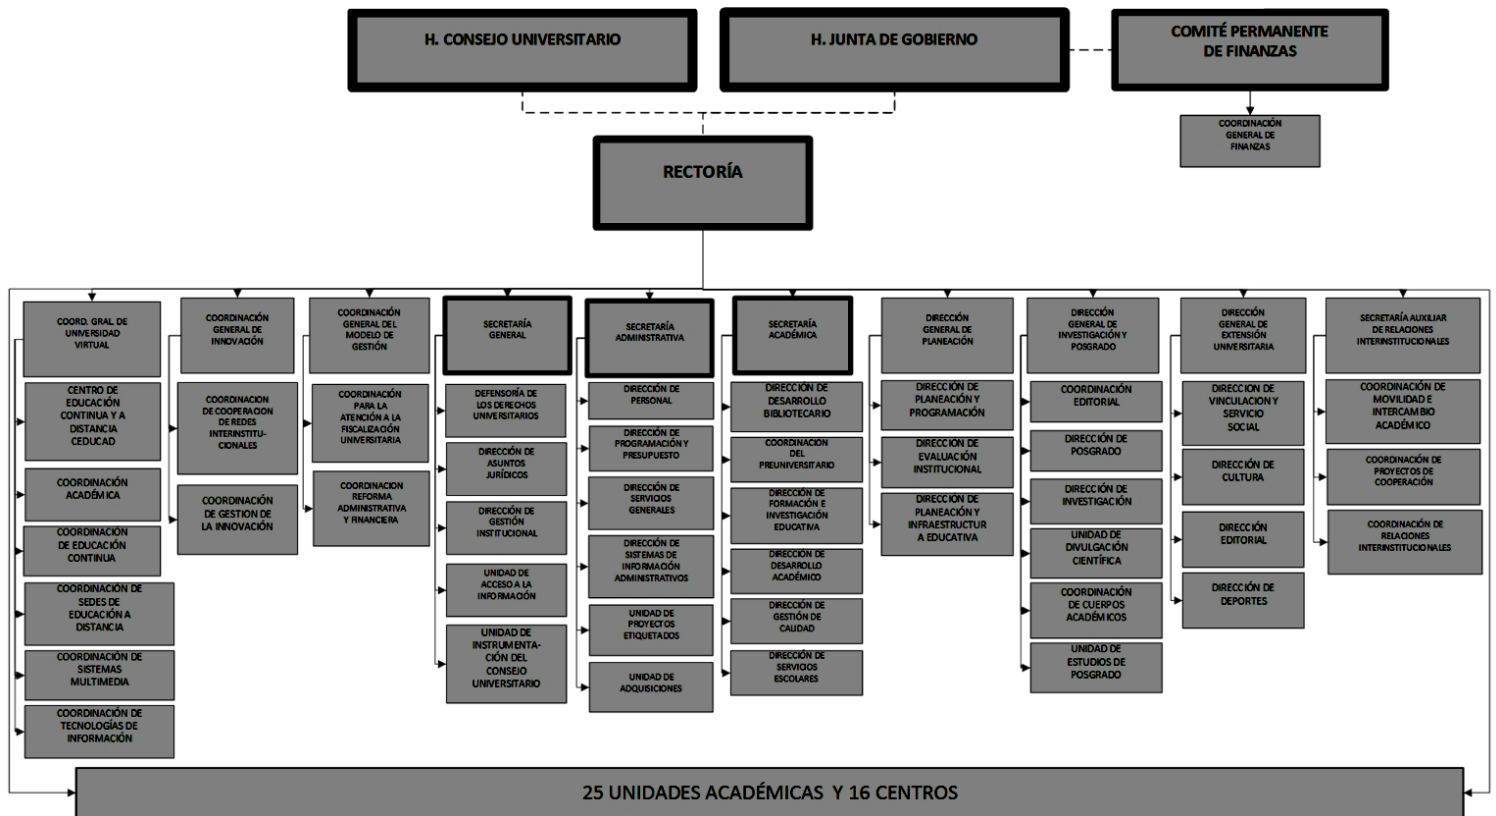 H. CONSEJO UNIVERSITARIO
H. JUNTA DE GOBIERNO
COMITÉ PERMANENTE
DE FINANZAS
COORDINACIÓN
GENERAL DE
FINANZAS
RECTORÍA
COORD. GRAL DE
UNIVERSIDAD
VIRTUAL
CENTRO DE
EDUCACIÓN
CONTINUA Y A
DISTANCIA
CEDUCAD
COORDINACIÓN
ACADÉMICA
COORDINACIÓN
DE EDUCACIÓN
CONTINUA
COORDINACIÓN DE
SEDES DE
EDUCACIÓN A
DISTANCIA
COORDINACIÓN DE
SISTEMAS
MULTIMEDIA
COORDINACIÓN DE
TECNOLOGÍAS DE
INFORMACIÓN
COORDINACIÓN
GENERAL DE
INNOVACIÓN
COORDINACION
DE COOPERACION
DE REDES
INTERINSTITU-
CIONALES
COORDINACIÓN
DE GESTION DE
LA INNOVACIÓN
COORDINACIÓN
GENERAL DEL
MODELO DE
GESTIÓN
COORDINACIÓN
PARA LA
ATENCIÓN A LA
FISCALIZACIÓN
UNIVERSITARIA
COORDINACION
REFORMA
ADMINISTRATIVA
Y FINANCIERA
SECRETARÍA
GENERAL
DEFENSORÍA DE
LOS DERECHOS
UNIVERSITARIOS
DIRECCIÓN DE
ASUNTOS
JURÍDICOS
DIRECCIÓN DE
GESTIÓN
INSTITUCIONAL
UNIDAD DE
ACCESO A LA
INFORMACIÓN
UNIDAD DE
INSTRUMENTA-
CIÓN DEL
CONSEJO
UNIVERSITARIO
SECRETARÍA
ADMINISTRATIVA
DIRECCIÓN DE
PERSONAL
DIRECCIÓN DE
PROGRAMACIÓN Y
PRESUPUESTO
DIRECCIÓN DE
SERVICIOS
GENERALES
DIRECCIÓN DE
SISTEMAS DE
INFORMACIÓN
ADMINISTRATIVOS
UNIDAD DE
PROYECTOS
ETIQUETADOS
UNIDAD DE
ADQUISICIONES
SECRETARÍA
ACADÉMICA
DIRECCIÓN DE
DESARROLLO
BIBLIOTECARIO
COORDINACION
DEL
PREUNIVERSITARIO
DIRECCIÓN DE
FORMACIÓN E
INVESTIGACIÓN
EDUCATIVA
DIRECCIÓN DE
DESARROLLO
ACADÉMICO
DIRECCIÓN DE
GESTIÓN DE
CALIDAD
DIRECCIÓN DE
SERVICIOS
ESCOLARES
DIRECCIÓN
GENERAL DE
PLANEACIÓN
DIRECCIÓN DE
PLANEACIÓN Y
PROGRAMACIÓN
DIRECCIÓN DE
EVALUACIÓN
INSTITUCIONAL
DIRECCIÓN DE
PLANEACIÓN Y
INFRAESTRUCTUR
A EDUCATIVA
DIRECCIÓN
GENERAL DE
INVESTIGACIÓN Y
POSGRADO
COORDINACIÓN
EDITORIAL
DIRECCIÓN DE
POSGRADO
DIRECCIÓN DE
INVESTIGACIÓN
UNIDAD DE
DIVULGACIÓN
CIENTÍFICA
COORDINACIÓN
DE CUERPOS
ACADÉMICOS
UNIDAD DE
ESTUDIOS DE
POSGRADO
DIRECCIÓN
GENERAL DE
EXTENSIÓN
UNIVERSITARIA
DIRECCIÓN DE
VINCULACION Y
SERVICIO
SOCIAL
DIRECCIÓN DE
CULTURA
DIRECCIÓN
EDITORIAL
DIRECCIÓN DE
DEPORTES
SECRETARÍA AUXILIAR
DE RELACIONES
INTERINSTITUCIONALES
COORDINACIÓN DE
MOVILIDAD E
INTERCAMBIO
ACADÉMICO
COORDINACIÓN DE
PROYECTOS DE
COOPERACIÓN
COORDINACIÓN DE
RELACIONES
INTERINSTITUCIONALES
25 UNIDADES ACADÉMICAS Y 16 CENTROS